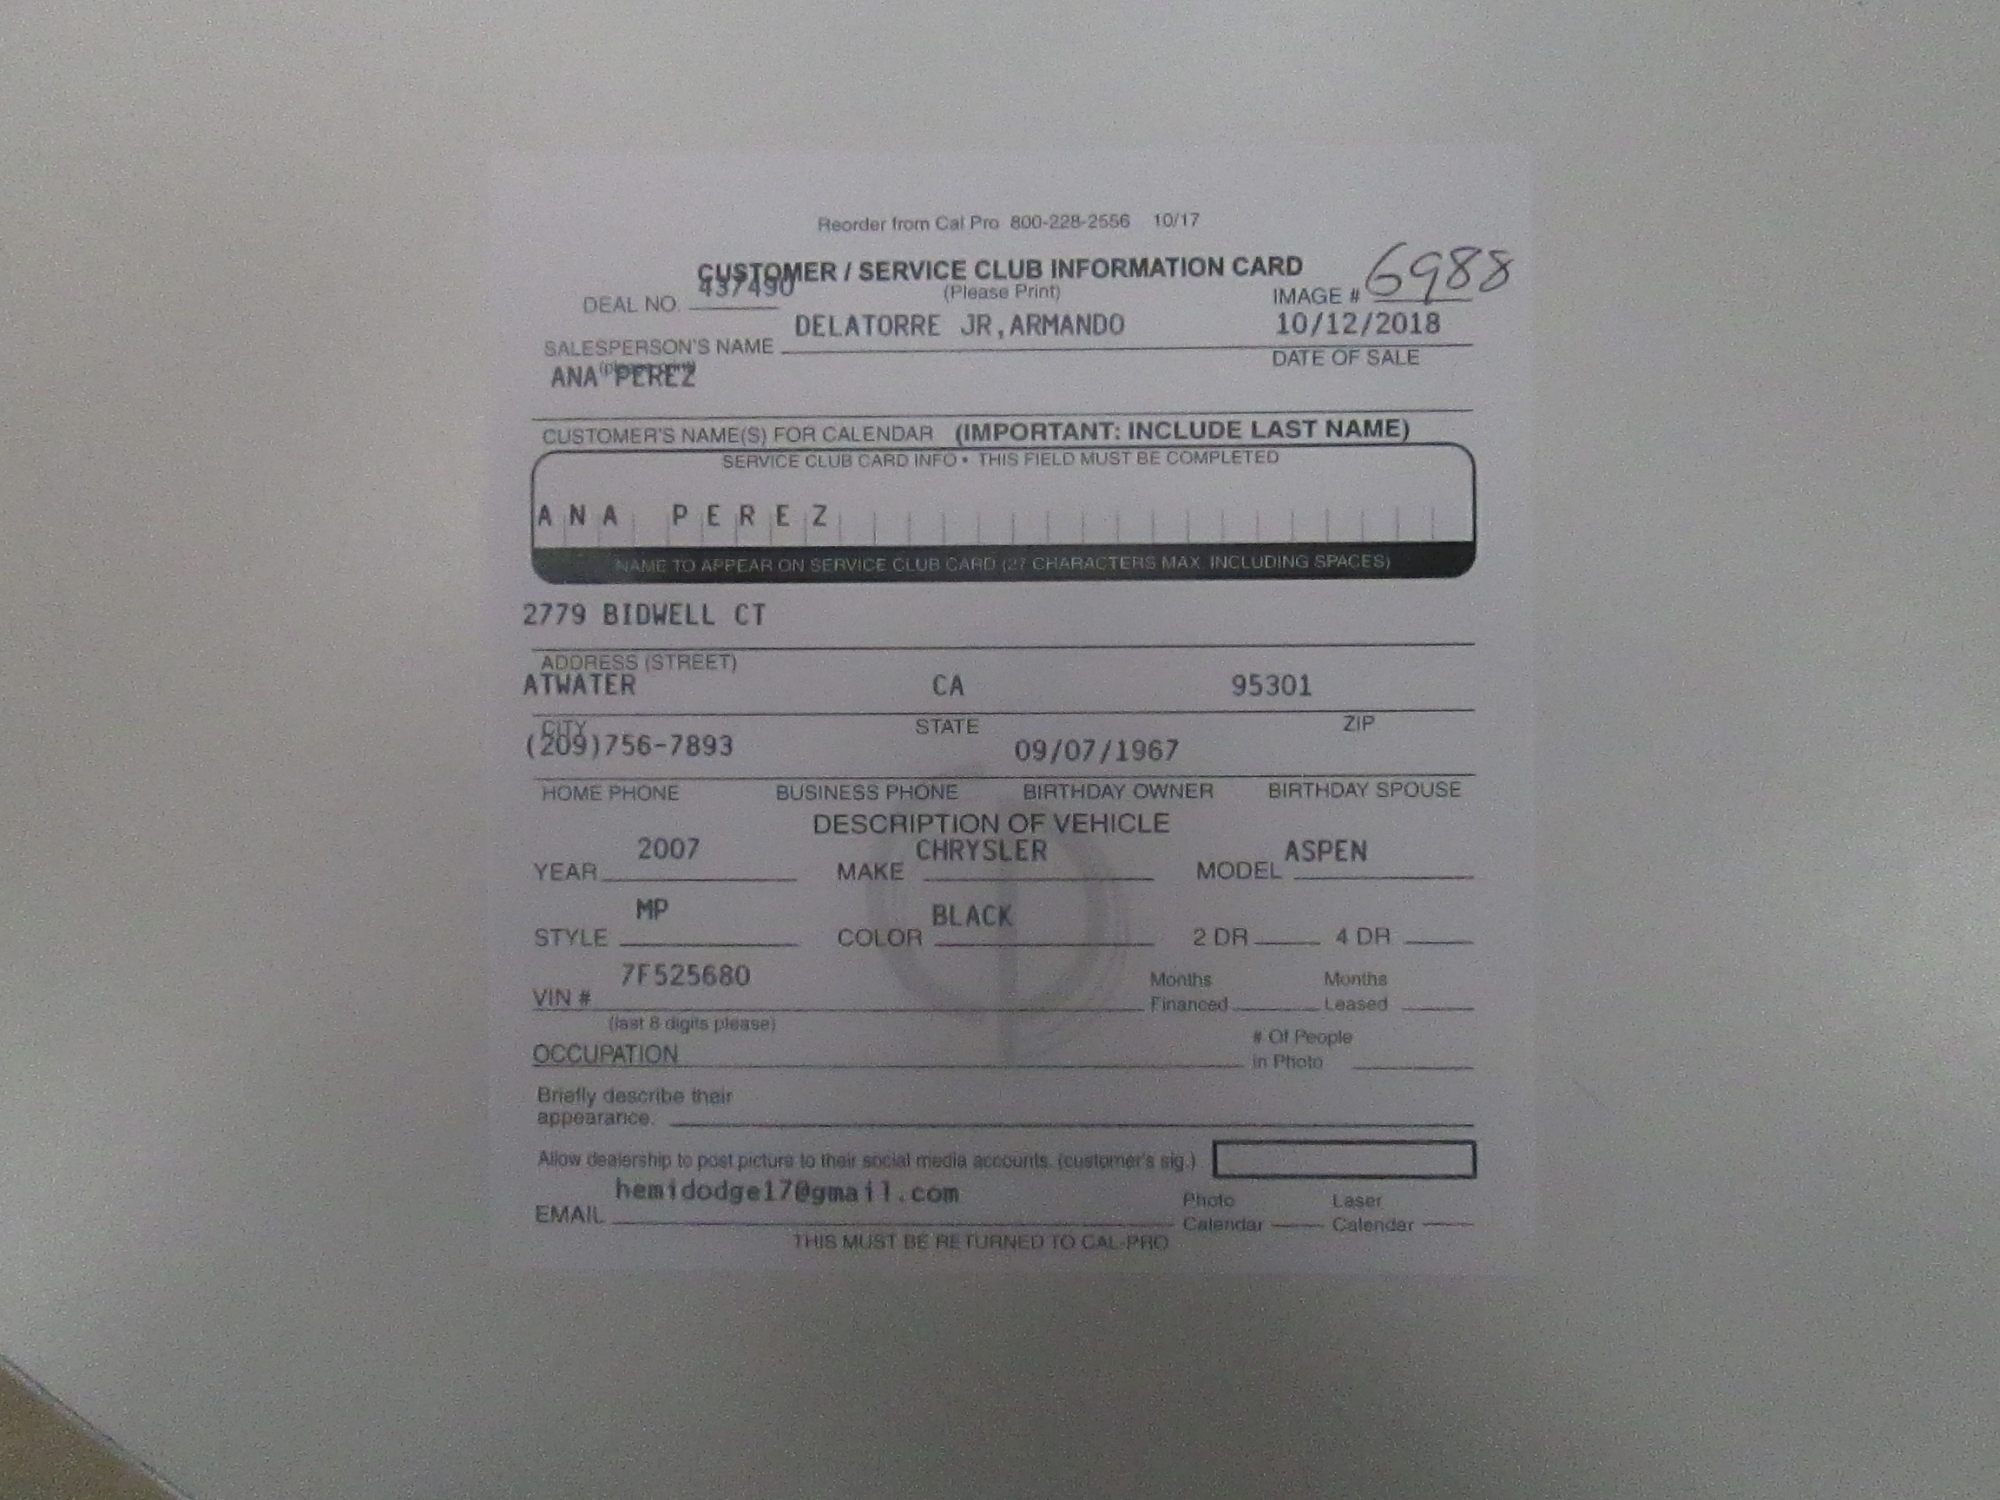 Reorder from Cal Pro 800-228-2556 10/17
CUSTOMER / SERVICE CLUB INFORMATION CARD
(Please Print)
DEAL NO. 437490
IMAGE # 6988
SALESPERSON'S NAME DELATORRE JR,ARMANDO
(please print)
10/12/2018
DATE OF SALE
ANA PEREZ
CUSTOMER'S NAME(S) FOR CALENDAR (IMPORTANT: INCLUDE LAST NAME)
SERVICE CLUB CARD INFO • THIS FIELD MUST BE COMPLETED
ANA PEREZ
NAME TO APPEAR ON SERVICE CLUB CARD (27 CHARACTERS MAX INCLUDING SPACES)
2779 BIDWELL CT
ADDRESS (STREET)
ATWATER CA 95301
CITY STATE ZIP
(209)756-7893 09/07/1967
HOME PHONE BUSINESS PHONE BIRTHDAY OWNER BIRTHDAY SPOUSE
DESCRIPTION OF VEHICLE
YEAR 2007 MAKE CHRYSLER MODEL ASPEN
STYLE MP COLOR BLACK 2 DR 4 DR
VIN # 7F525680 Months Financed Months Leased
(last 8 digits please)
OCCUPATION # Of People in Photo
Briefly describe their
appearance.
Allow dealership to post picture to their social media accounts. (customer's sig.)
EMAIL hemidodge17@gmail.com Photo Calendar Laser Calendar
THIS MUST BE RETURNED TO CAL-PRO